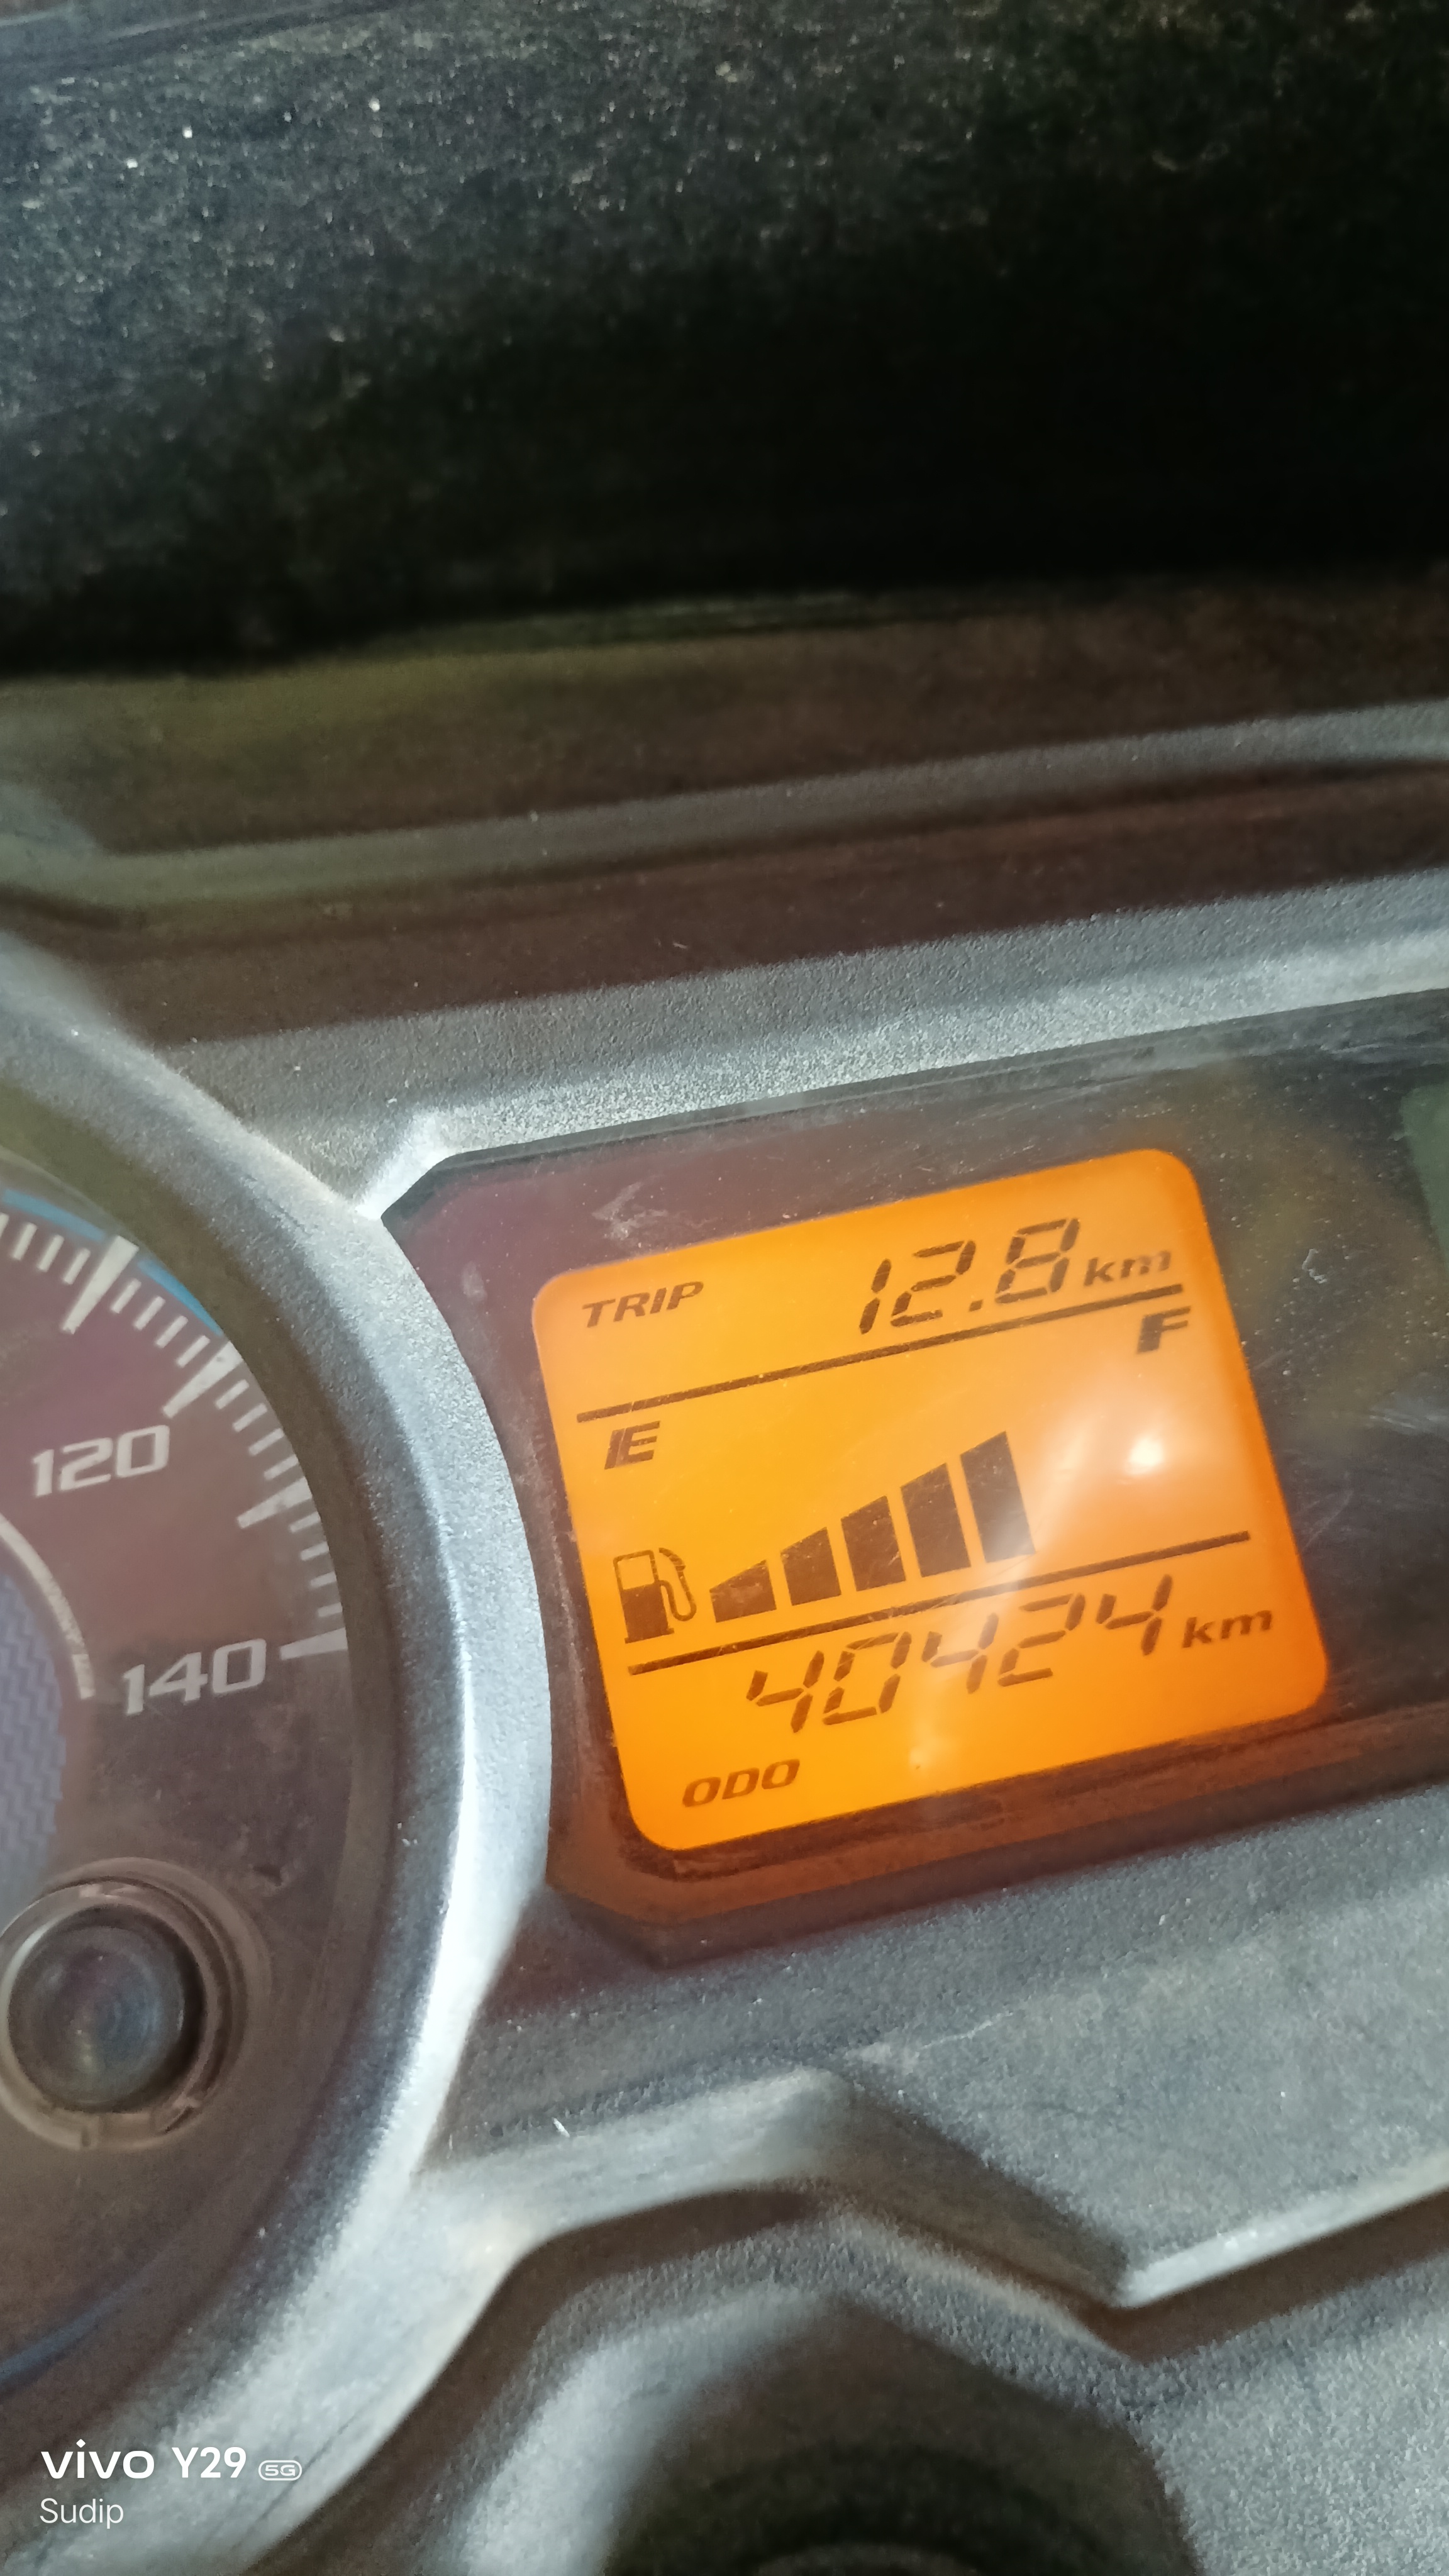 TRIP 12.8 km
E F
120
140
40424 km
ODO
vivo Y29 5G
Sudip